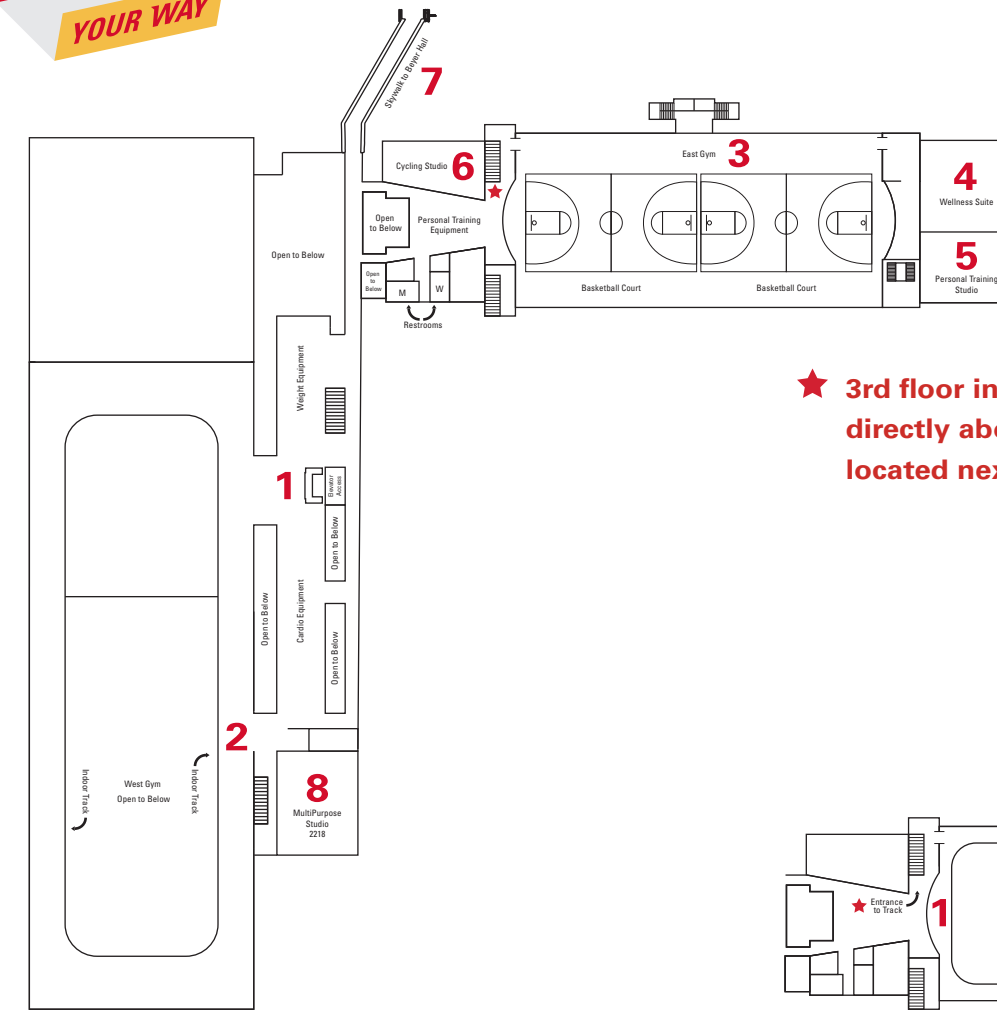 YOUR WAY
Skywalk to Beyer Hall
7
Cycling Studio
6
East Gym
3
4
Wellness Suite
Open
to Below
Personal Training
Equipment
Open to Below
5
Personal Training
Studio
Open
to
Below
M
W
Restrooms
Basketball Court
Basketball Court
Weight Equipment
3rd floor in
directly abo
located nex
1
Elevator
Access
Open to Below
Open to Below
Cardio Equipment
Open to Below
2
Indoor Track
West Gym
Open to Below
Indoor Track
8
MultiPurpose
Studio
2218
Entrance
to Track
1